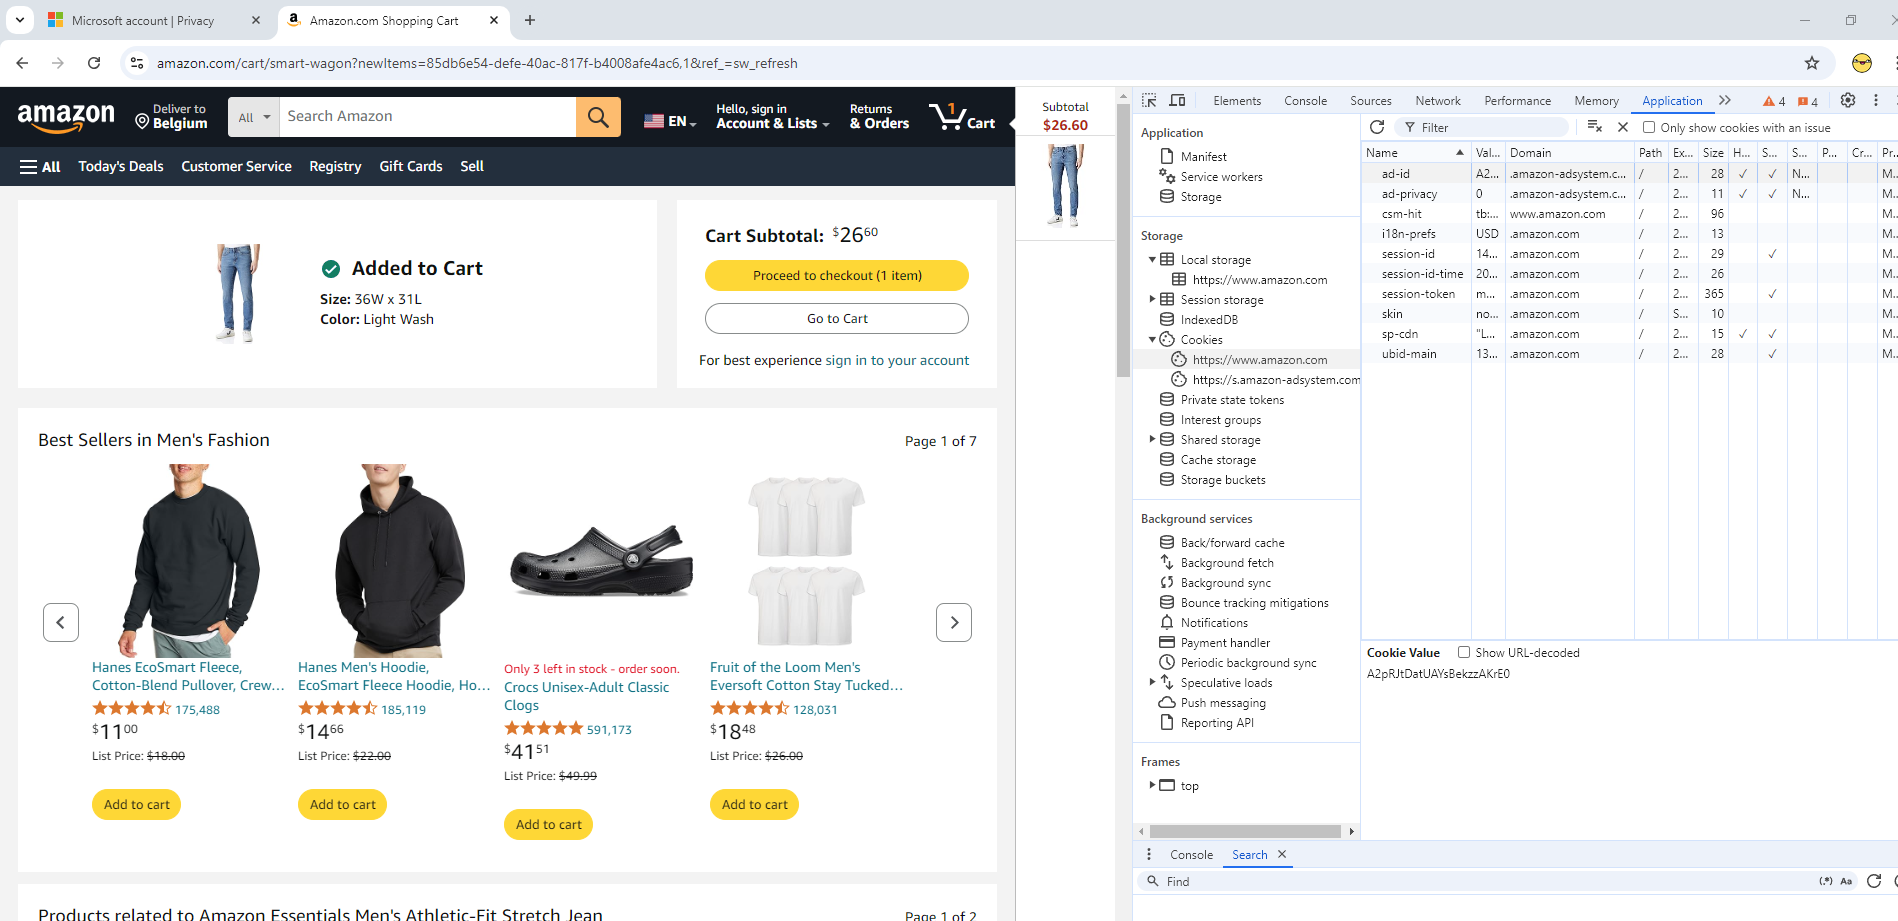 Microsoft account | Privacy
Amazon.com Shopping Cart
amazon.com/cart/smart-wagon?newItems=85db6e54-defe-40ac-817f-b4008afe4ac6,1&ref_=sw_refresh
amazon
Deliver to
Belgium
All
Search Amazon
EN
Hello, sign in
Account & Lists
Returns
& Orders
1
Cart
All
Today's Deals
Customer Service
Registry
Gift Cards
Sell
Subtotal
$26.60
Added to Cart
Size: 36W x 31L
Color: Light Wash
Cart Subtotal: $26 60
Proceed to checkout (1 item)
Go to Cart
For best experience sign in to your account
Best Sellers in Men's Fashion
Page 1 of 7
Hanes EcoSmart Fleece,
Cotton-Blend Pullover, Crew...
175,488
$11 00
List Price: $18.00
Add to cart
Hanes Men's Hoodie,
EcoSmart Fleece Hoodie, Ho...
185,119
$14 66
List Price: $22.00
Add to cart
Only 3 left in stock - order soon.
Crocs Unisex-Adult Classic
Clogs
591,173
$41 51
List Price: $49.99
Add to cart
Fruit of the Loom Men's
Eversoft Cotton Stay Tucked...
128,031
$18 48
List Price: $26.00
Add to cart
Products related to Amazon Essentials Men's Athletic-Fit Stretch Jean
Page 1 of 2
Elements
Console
Sources
Network
Performance
Memory
Application
4
4
Application
Manifest
Service workers
Storage
Storage
Local storage
https://www.amazon.com
Session storage
IndexedDB
Cookies
https://www.amazon.com
https://s.amazon-adsystem.com
Private state tokens
Interest groups
Shared storage
Cache storage
Storage buckets
Background services
Back/forward cache
Background fetch
Background sync
Bounce tracking mitigations
Notifications
Payment handler
Periodic background sync
Speculative loads
Push messaging
Reporting API
Frames
top
Filter
Only show cookies with an issue
Name Val... Domain Path Ex... Size H... S... S... P... Cr... Pr
ad-id A2... .amazon-adsystem.c... / 2... 28 ✓ ✓ N... M..
ad-privacy 0 .amazon-adsystem.c... / 2... 11 ✓ ✓ N... M..
csm-hit tb:... www.amazon.com / 2... 96 M..
i18n-prefs USD .amazon.com / 2... 13 M..
session-id 14... .amazon.com / 2... 29 ✓ M..
session-id-time 20... .amazon.com / 2... 26 M..
session-token m... .amazon.com / 2... 365 ✓ M..
skin no... .amazon.com / S... 10 M..
sp-cdn "L... .amazon.com / 2... 15 ✓ ✓ M..
ubid-main 13... .amazon.com / 2... 28 ✓ M..
Cookie Value
Show URL-decoded
A2pRJtDatUAYsBekzzAKrE0
Console
Search
Find
(.*)
Aa